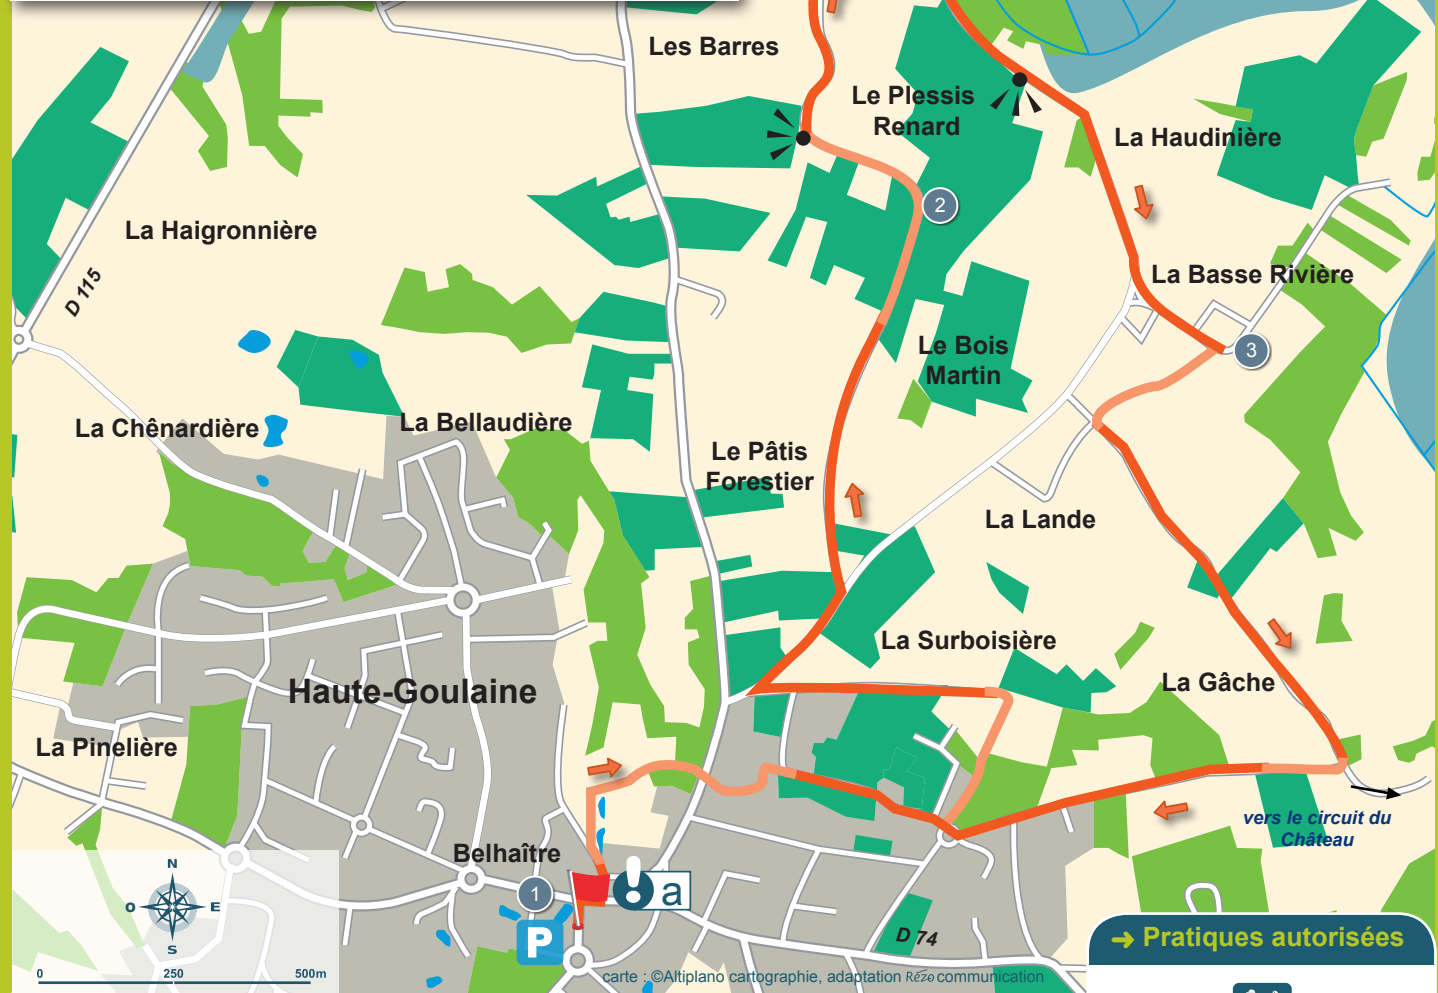 Les Barres
Le Plessis
Renard
La Haudinière
2
La Haigronnière
La Basse Rivière
D 115
Le Bois
Martin
3
La Chênardière
La Bellaudière
Le Pâtis
Forestier
La Lande
La Surboisière
La Gâche
Haute-Goulaine
La Pinelière
vers le circuit du
Château
Belhaître
N
O
E
S
1
a
P
D 74
➜ Pratiques autorisées
0 250 500m
carte : ©Altiplano cartographie, adaptation Rézo communication